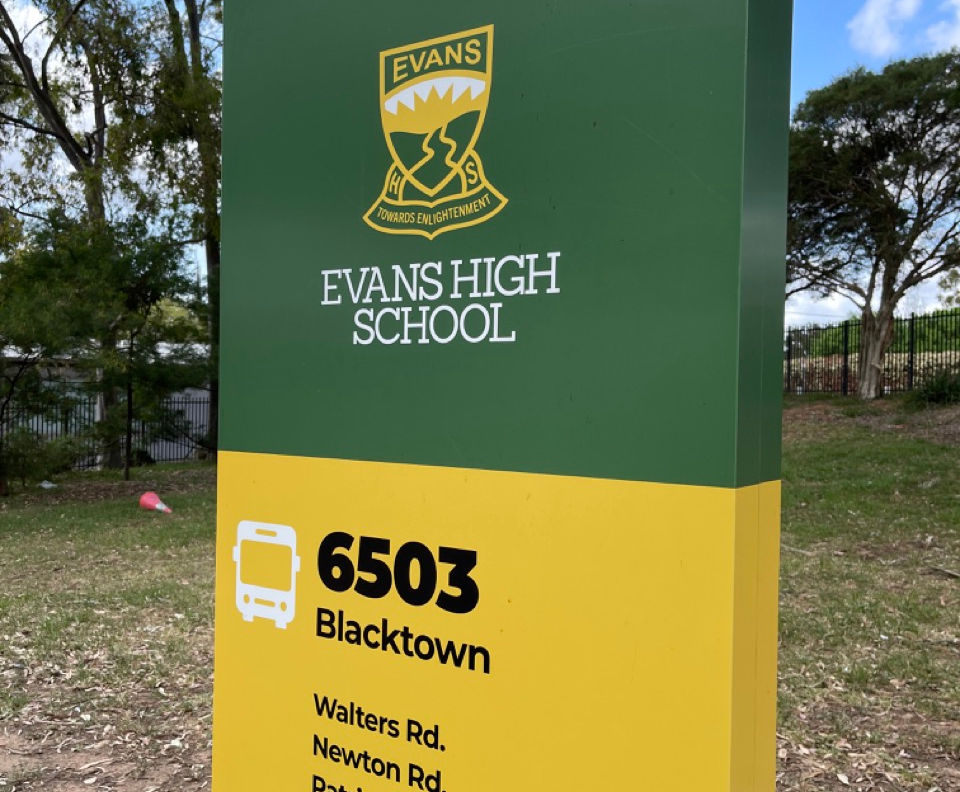 EVANS
H S
TOWARDS ENLIGHTENMENT
EVANS HIGH
SCHOOL
6503
Blacktown
Walters Rd.
Newton Rd.